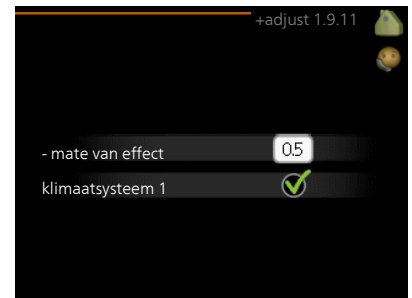 +adjust 1.9.11
- mate van effect 0.5
klimaatsysteem 1